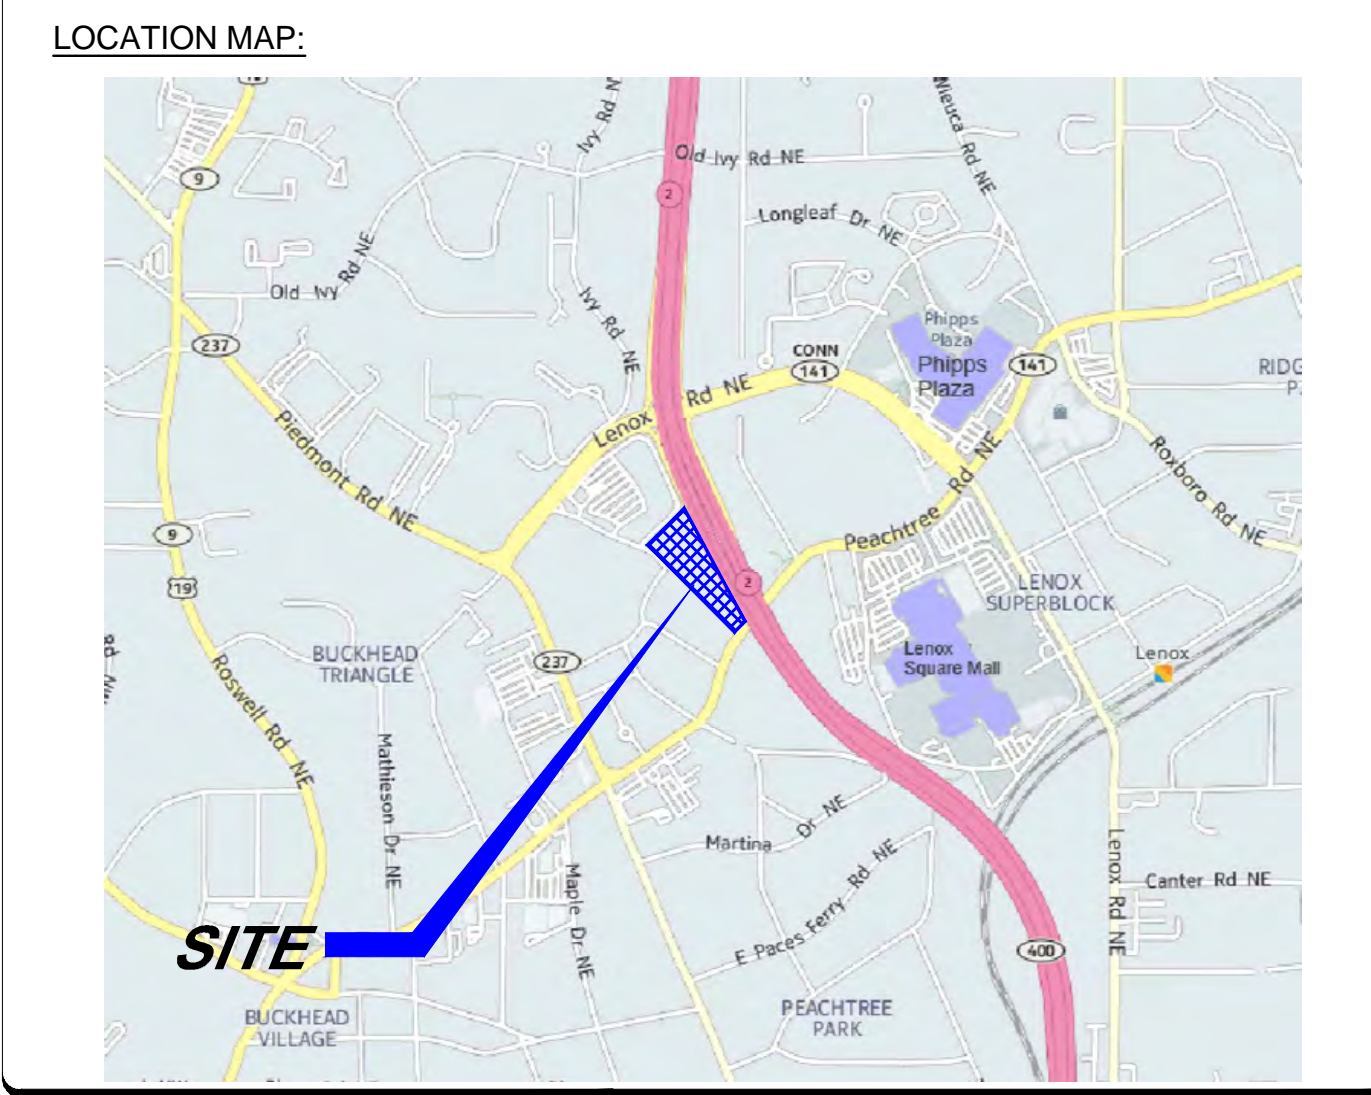 LOCATION MAP:
Ivy Rd N
Wieuca Rd NE
Old Ivy Rd NE
9
2
Longleaf Dr NE
Old Ivy Rd NE
Ivy Rd NE
Phipps
Plaza
Phipps
Plaza
237
CONN
141
141
RIDG
P
Lenox Rd NE
Piedmont Rd NE
Roxboro Rd NE
Peachtree Rd NE
9
19
2
LENOX
SUPERBLOCK
BUCKHEAD
TRIANGLE
237
Lenox
Square Mall
Lenox
Rd
Roswell Rd NE
Mathieson Dr NE
Martina Dr NE
Maple Dr NE
E Paces Ferry Rd NE
Lenox Rd NE
Canter Rd NE
SITE
400
BUCKHEAD
VILLAGE
PEACHTREE
PARK